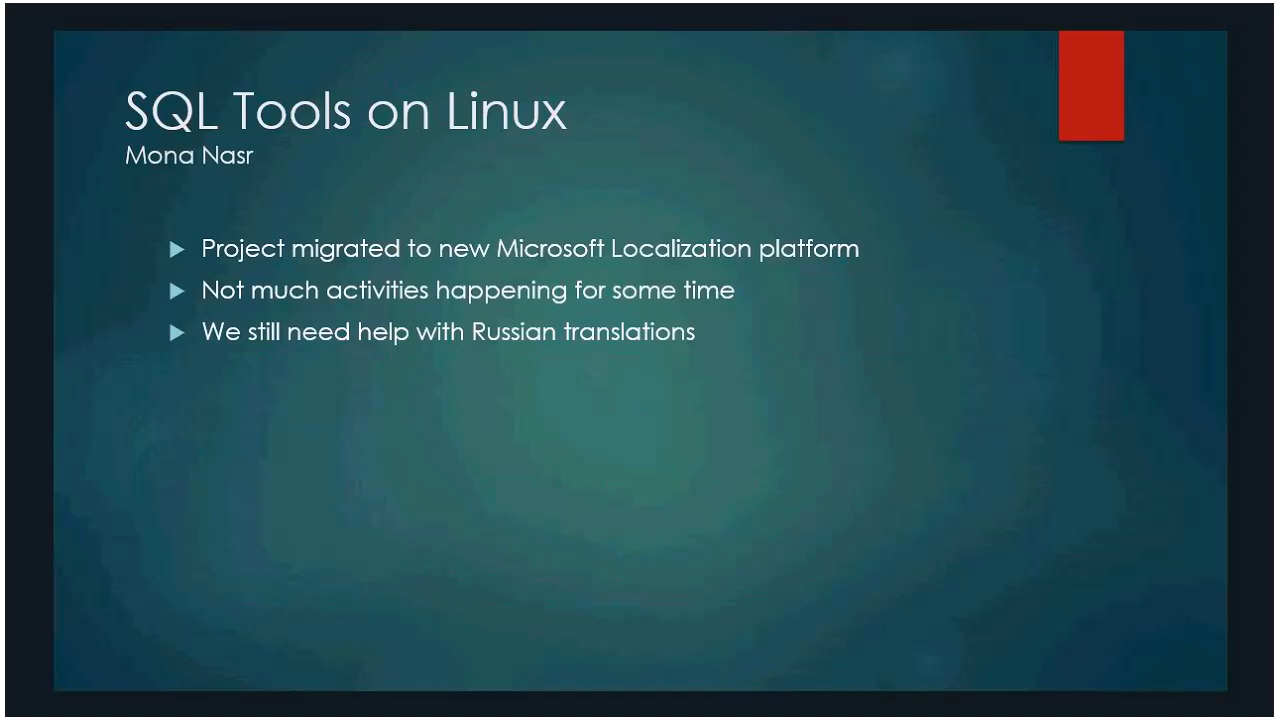 SQL Tools on Linux
Mona Nasr
Project migrated to new Microsoft Localization platform
Not much activities happening for some time
We still need help with Russian translations